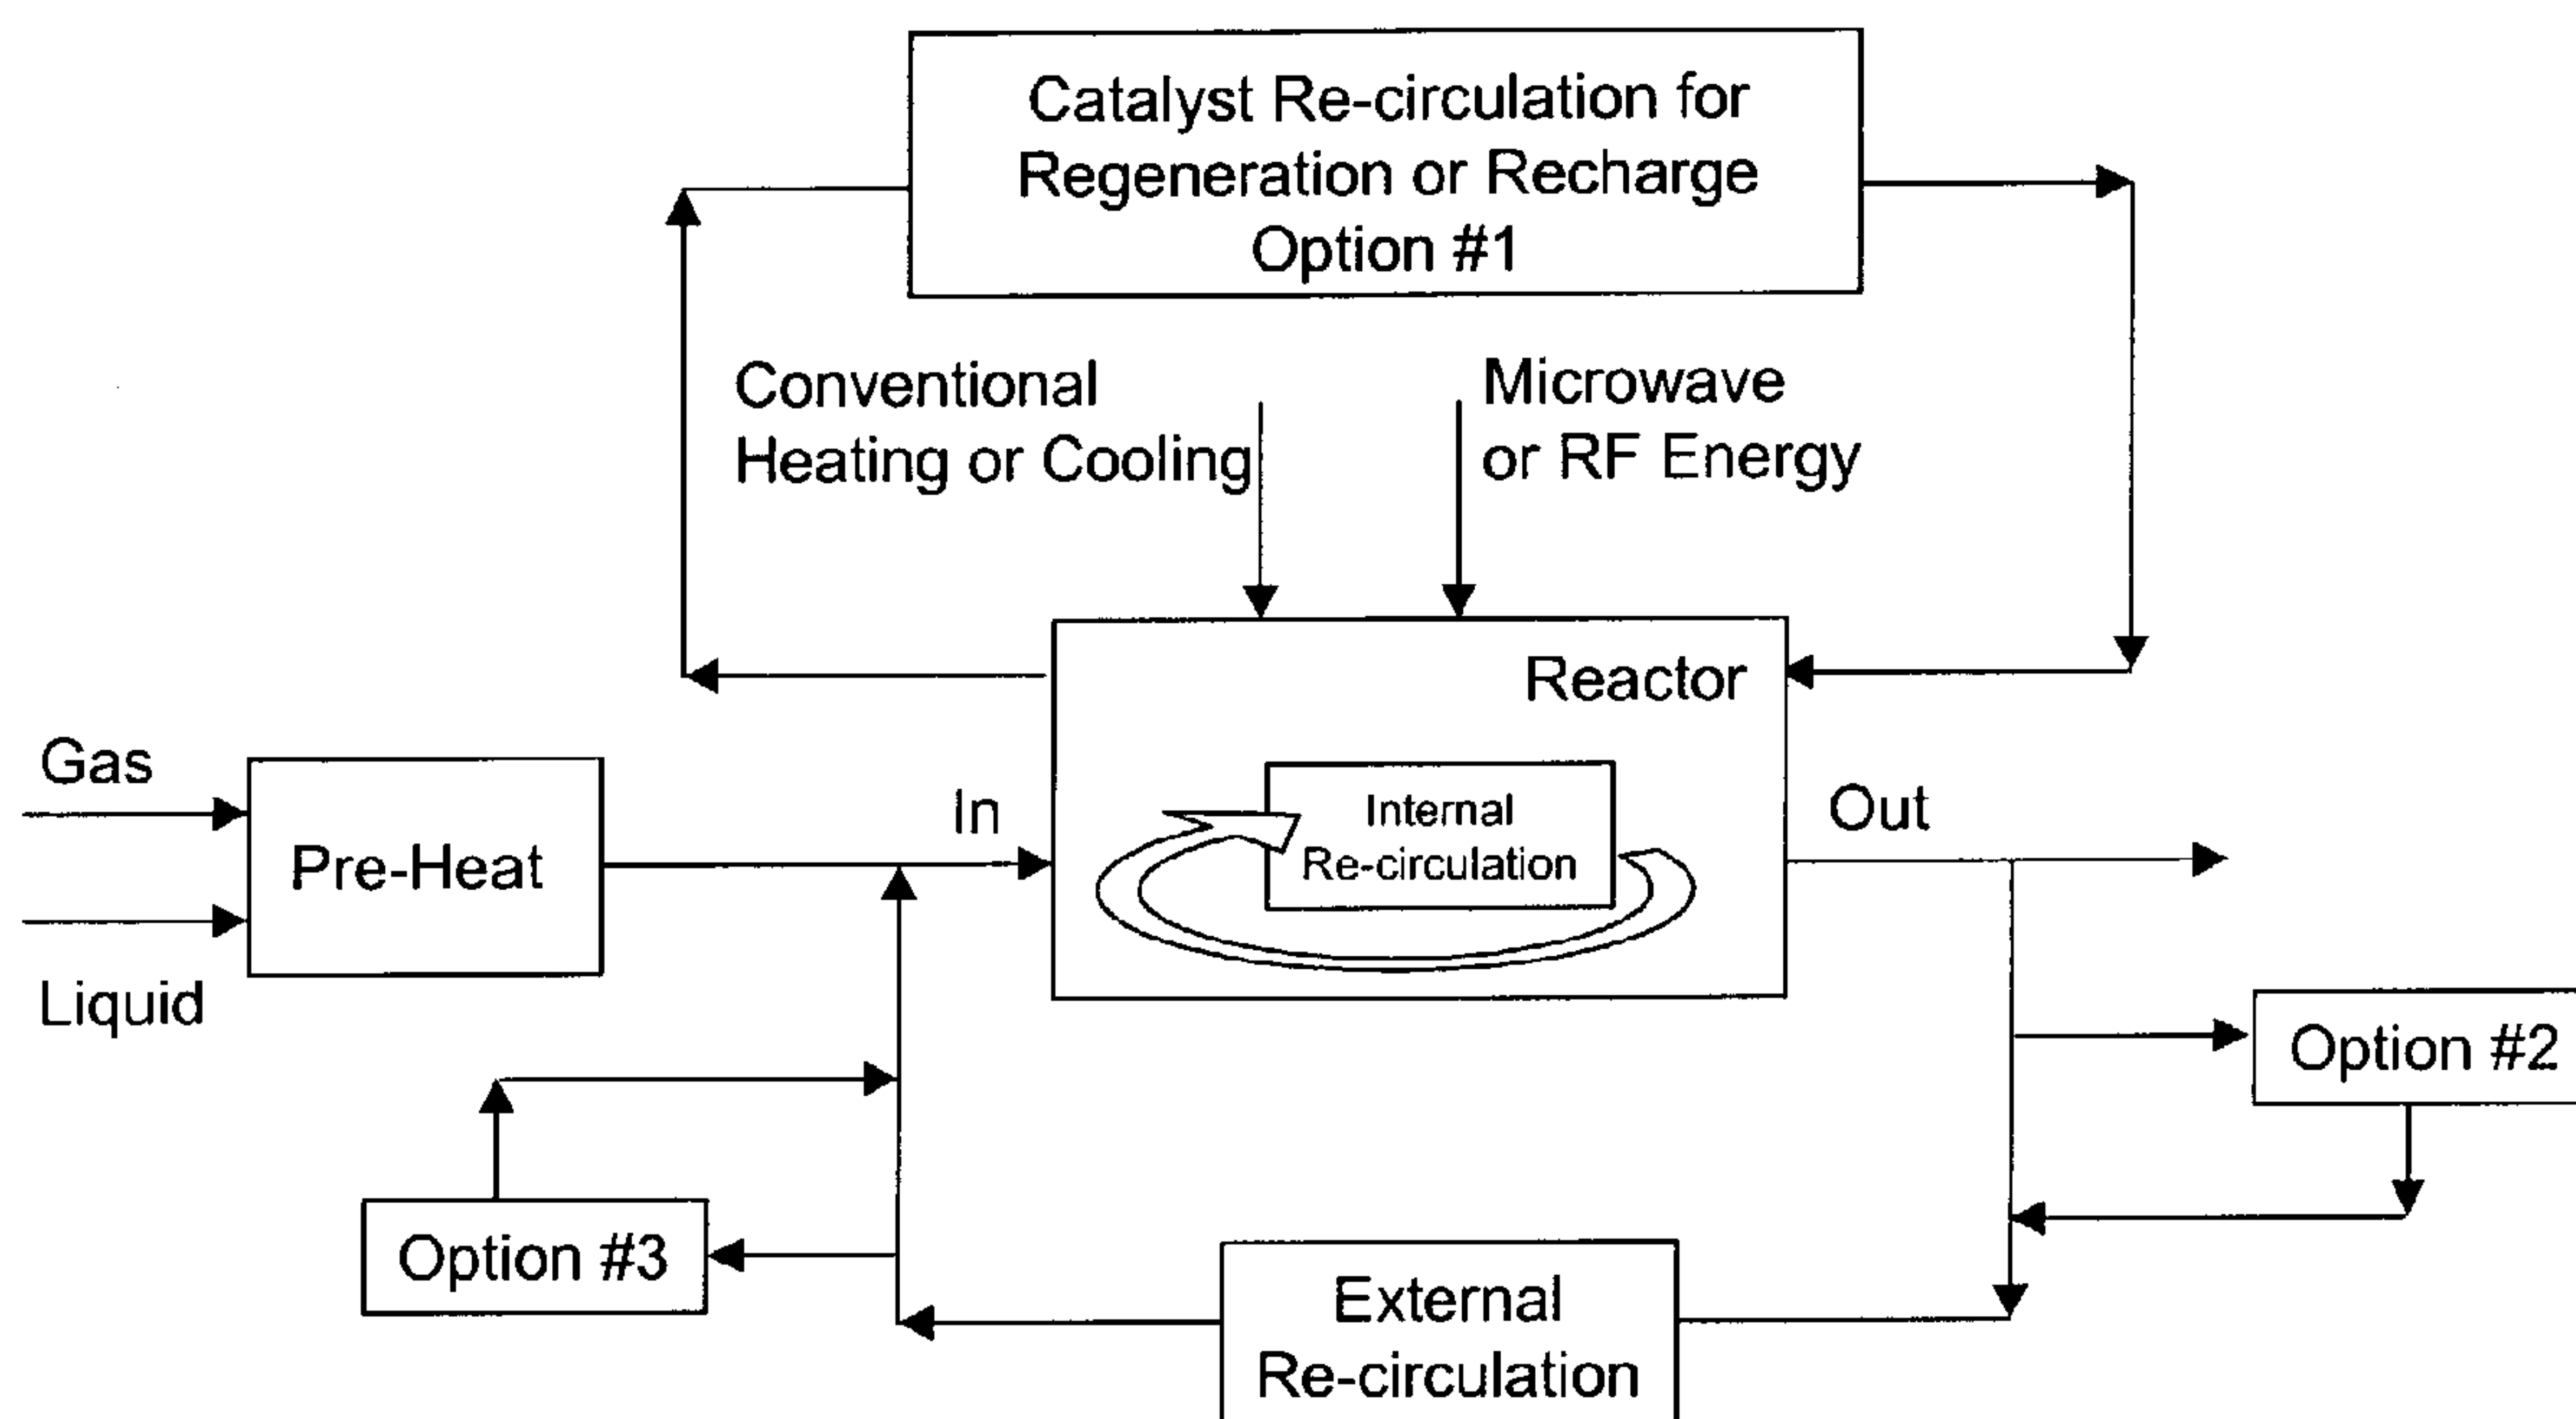 Catalyst Re-circulation for
Regeneration or Recharge
Option #1
Conventional
Heating or Cooling
Microwave
or RF Energy
Reactor
Gas
Liquid
Pre-Heat
In
Internal
Re-circulation
Out
Option #2
Option #3
External
Re-circulation